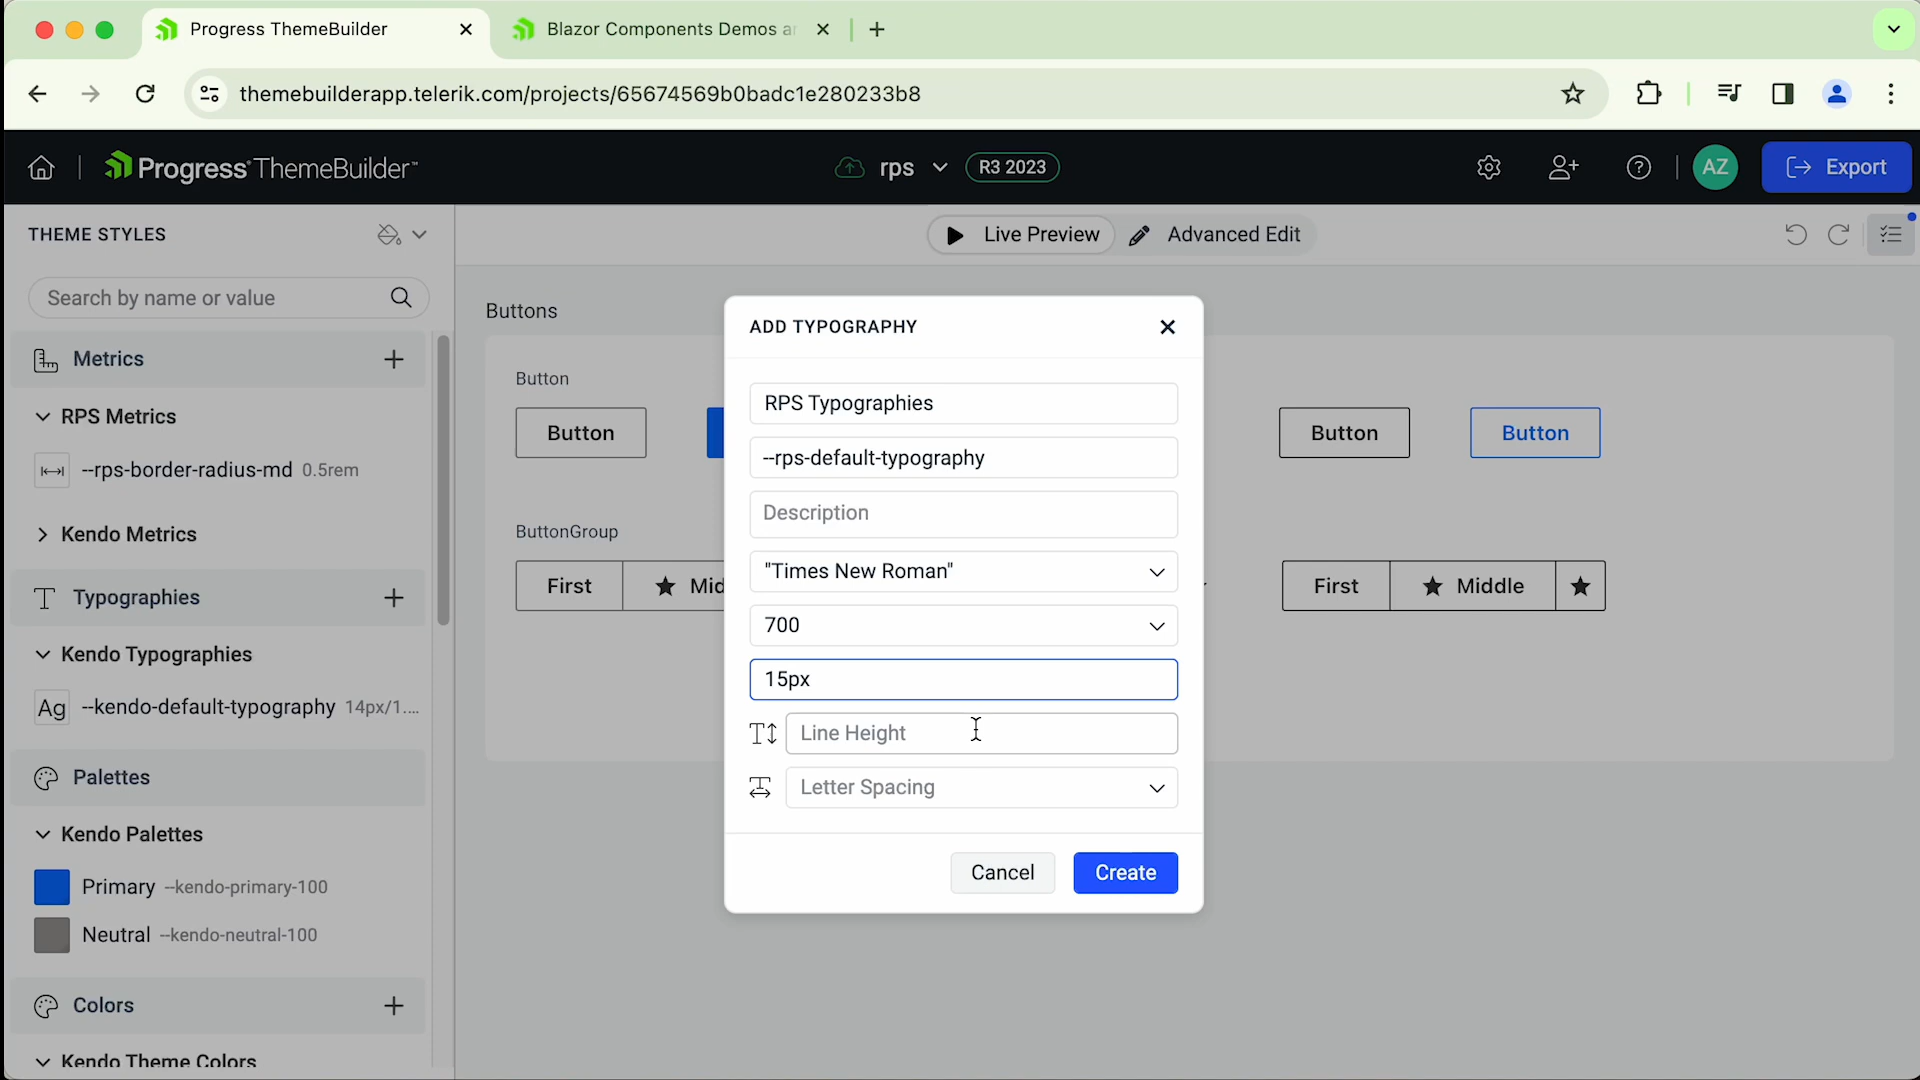 Progress ThemeBuilder
Blazor Components Demos a
themebuilderapp.telerik.com/projects/65674569b0badc1e280233b8
Progress ThemeBuilder™
rps
R3 2023
AZ
Export
THEME STYLES
Live Preview
Advanced Edit
Search by name or value
Metrics
RPS Metrics
--rps-border-radius-md 0.5rem
Kendo Metrics
Typographies
Kendo Typographies
Ag --kendo-default-typography 14px/1....
Palettes
Kendo Palettes
Primary --kendo-primary-100
Neutral --kendo-neutral-100
Colors
Kendo Theme Colors
Buttons
Button
Button
Button
Button
ButtonGroup
First
Mid
First
Middle
ADD TYPOGRAPHY
RPS Typographies
--rps-default-typography
Description
"Times New Roman"
700
15px
Line Height
Letter Spacing
Cancel
Create